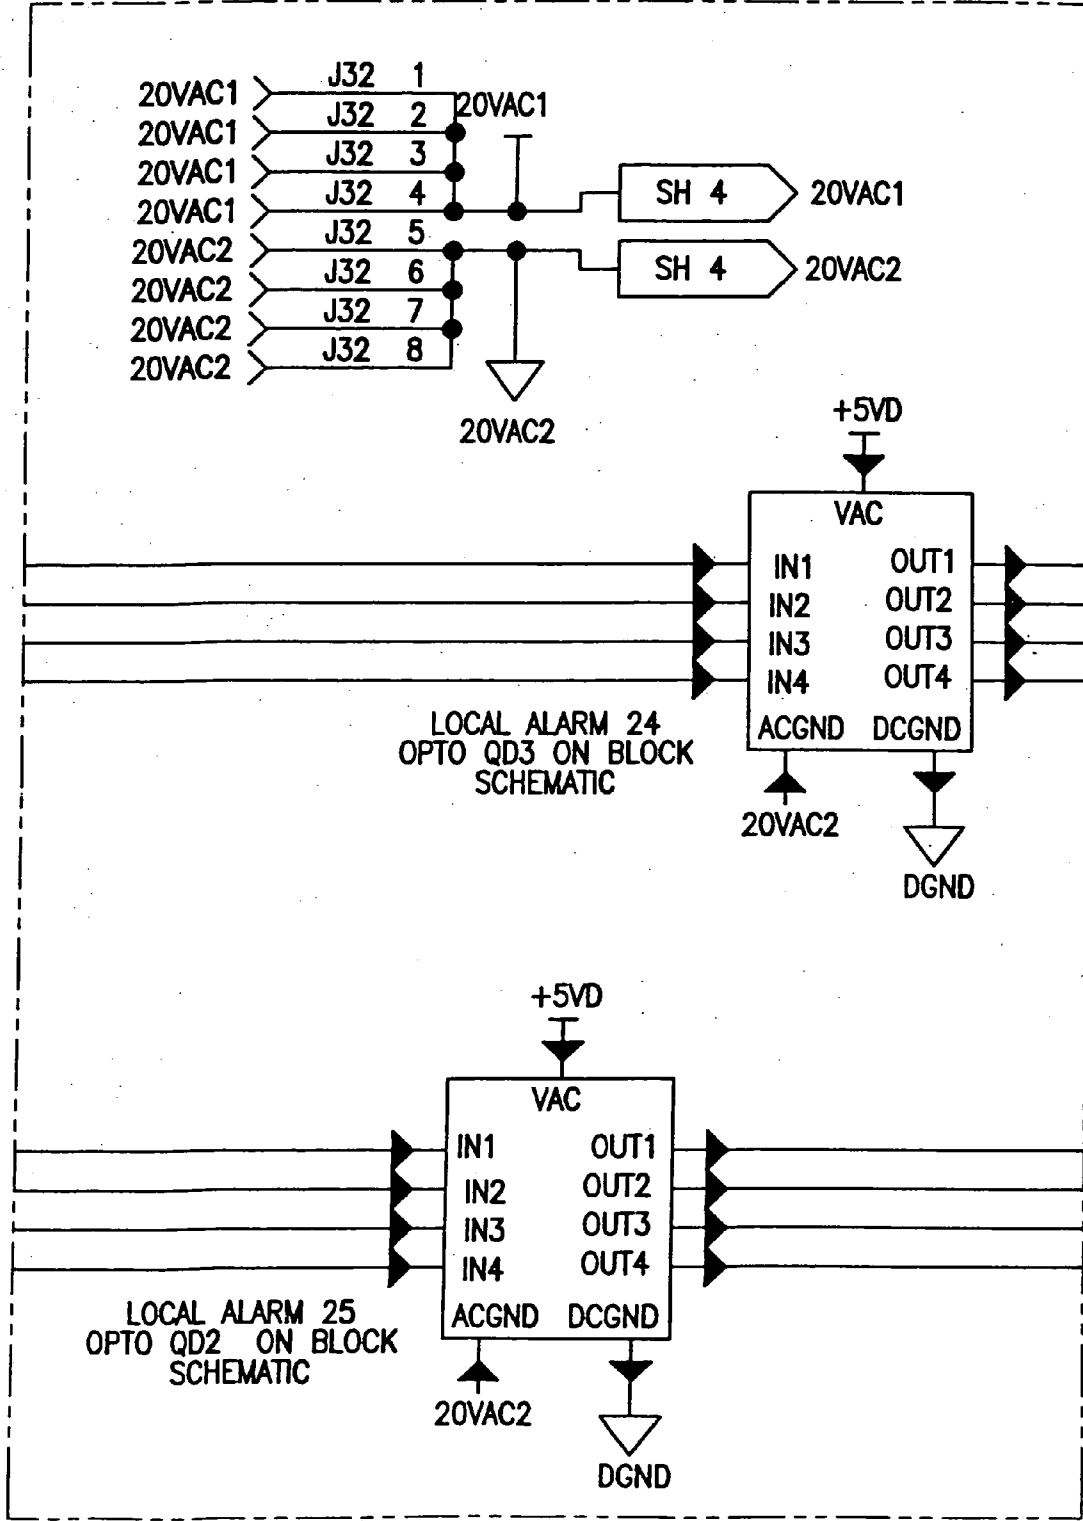 20VAC1 J32 1
20VAC1 J32 2
20VAC1 J32 3
20VAC1 J32 4
20VAC2 J32 5
20VAC2 J32 6
20VAC2 J32 7
20VAC2 J32 8
20VAC1
SH 4 20VAC1
SH 4 20VAC2
20VAC2
+5VD
VAC
IN1 OUT1
IN2 OUT2
IN3 OUT3
IN4 OUT4
ACGND DCGND
LOCAL ALARM 24
OPTO QD3 ON BLOCK
SCHEMATIC
20VAC2
DGND
+5VD
VAC
IN1 OUT1
IN2 OUT2
IN3 OUT3
IN4 OUT4
ACGND DCGND
LOCAL ALARM 25
OPTO QD2 ON BLOCK
SCHEMATIC
20VAC2
DGND